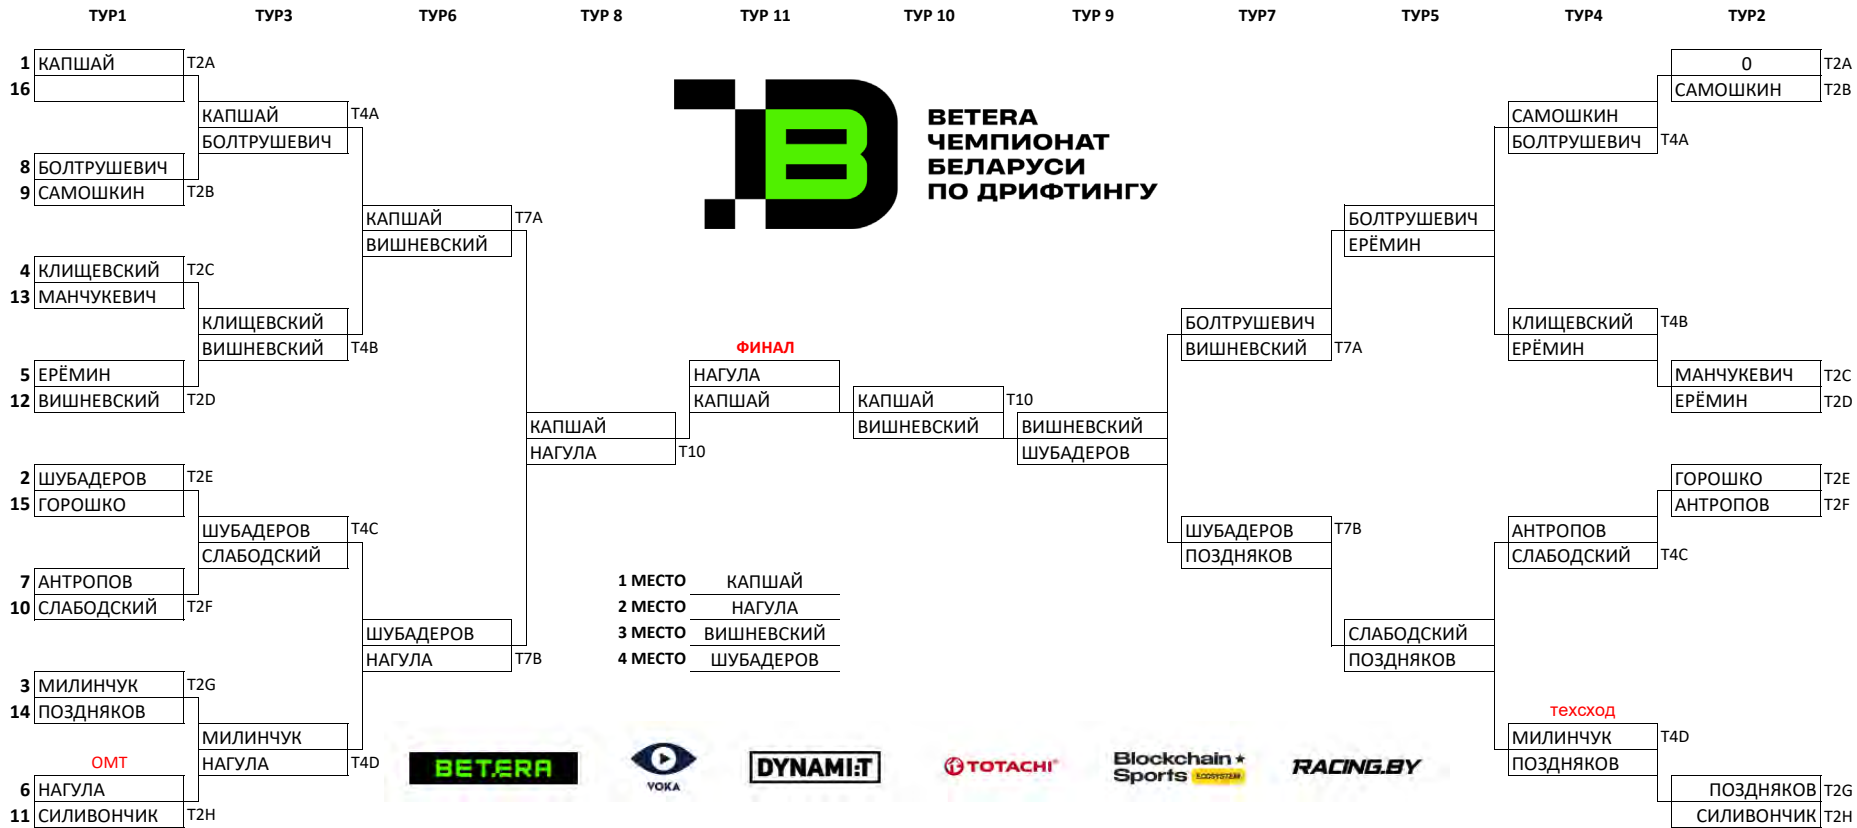 ТУР1 ТУР3 ТУР6 ТУР 8 ТУР 11 ТУР 10 ТУР 9 ТУР7 ТУР5 ТУР4 ТУР2
1 КАПШАЙ T2A
16
КАПШАЙ T4A
БОЛТРУШЕВИЧ
8 БОЛТРУШЕВИЧ
9 САМОШКИН T2B
КАПШАЙ T7A
ВИШНЕВСКИЙ
4 КЛИЩЕВСКИЙ T2C
13 МАНЧУКЕВИЧ
КЛИЩЕВСКИЙ
ВИШНЕВСКИЙ T4B
5 ЕРЁМИН
12 ВИШНЕВСКИЙ T2D
КАПШАЙ
НАГУЛА T10
2 ШУБАДЕРОВ T2E
15 ГОРОШКО
ШУБАДЕРОВ T4C
СЛАБОДСКИЙ
7 АНТРОПОВ
10 СЛАБОДСКИЙ T2F
ШУБАДЕРОВ
НАГУЛА T7B
3 МИЛИНЧУК T2G
14 ПОЗДНЯКОВ
МИЛИНЧУК
НАГУЛА T4D
ОМТ
6 НАГУЛА
11 СИЛИВОНЧИК T2H
BETERA
ЧЕМПИОНАТ
БЕЛАРУСИ
ПО ДРИФТИНГУ
ФИНАЛ
НАГУЛА
КАПШАЙ
КАПШАЙ T10
ВИШНЕВСКИЙ
ВИШНЕВСКИЙ
ШУБАДЕРОВ
1 МЕСТО КАПШАЙ
2 МЕСТО НАГУЛА
3 МЕСТО ВИШНЕВСКИЙ
4 МЕСТО ШУБАДЕРОВ
БОЛТРУШЕВИЧ
ВИШНЕВСКИЙ T7A
ШУБАДЕРОВ T7B
ПОЗДНЯКОВ
БОЛТРУШЕВИЧ
ЕРЁМИН
СЛАБОДСКИЙ
ПОЗДНЯКОВ
САМОШКИН
БОЛТРУШЕВИЧ T4A
КЛИЩЕВСКИЙ T4B
ЕРЁМИН
АНТРОПОВ
СЛАБОДСКИЙ T4C
техсход
МИЛИНЧУК T4D
ПОЗДНЯКОВ
0 T2A
САМОШКИН T2B
МАНЧУКЕВИЧ T2C
ЕРЁМИН T2D
ГОРОШКО T2E
АНТРОПОВ T2F
ПОЗДНЯКОВ T2G
СИЛИВОНЧИК T2H
BETERA
VOKA
DYNAMI:T
TOTACHI
Blockchain
Sports ECOSYSTEM
RACING.BY